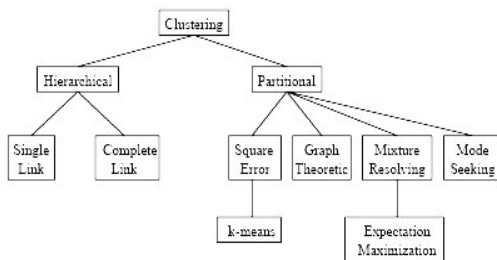 Clustering
Hierarchical
Partitional
Single
Link
Complete
Link
Square
Error
Graph
Theoretic
Mixture
Resolving
Mode
Seeking
k-means
Expectation
Maximization